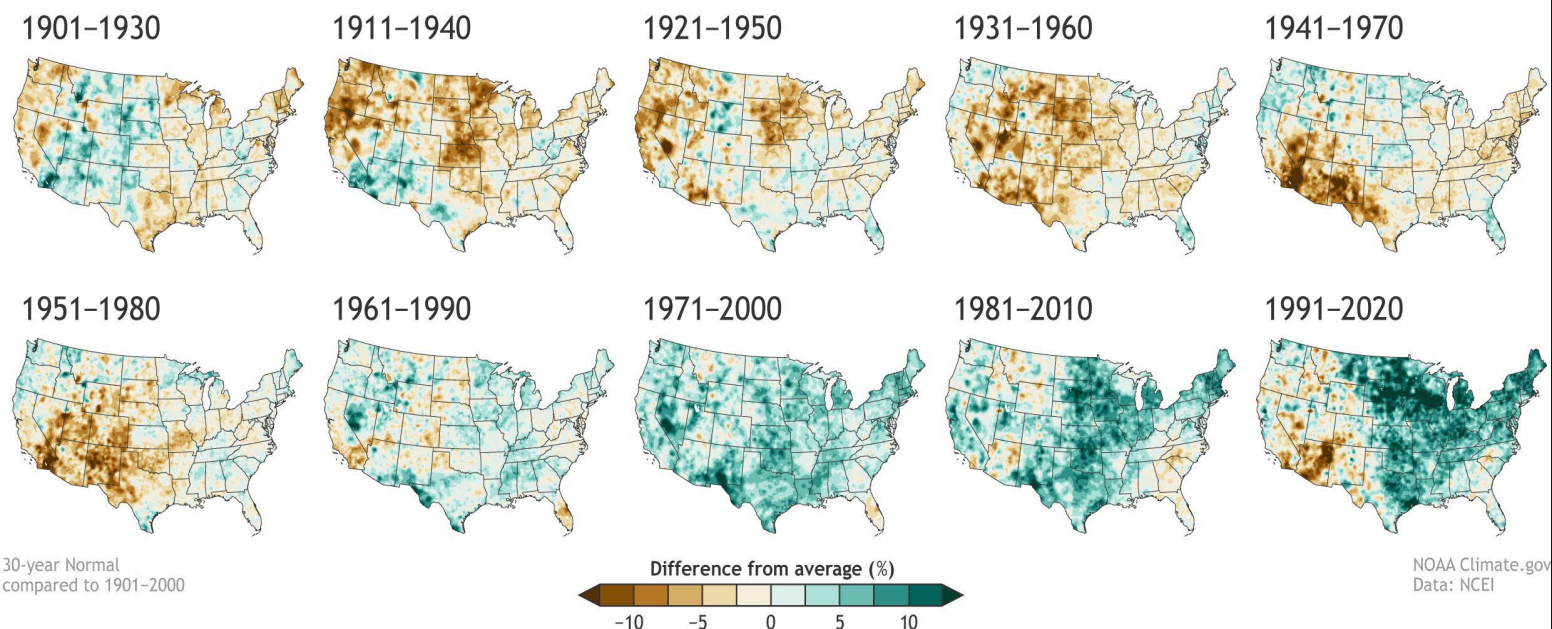 1901–1930
1911–1940
1921–1950
1931–1960
1941–1970
1951–1980
1961–1990
1971–2000
1981–2010
1991–2020
30-year Normal
compared to 1901–2000
Difference from average (%)
−10 −5 0 5 10
NOAA Climate.gov
Data: NCEI